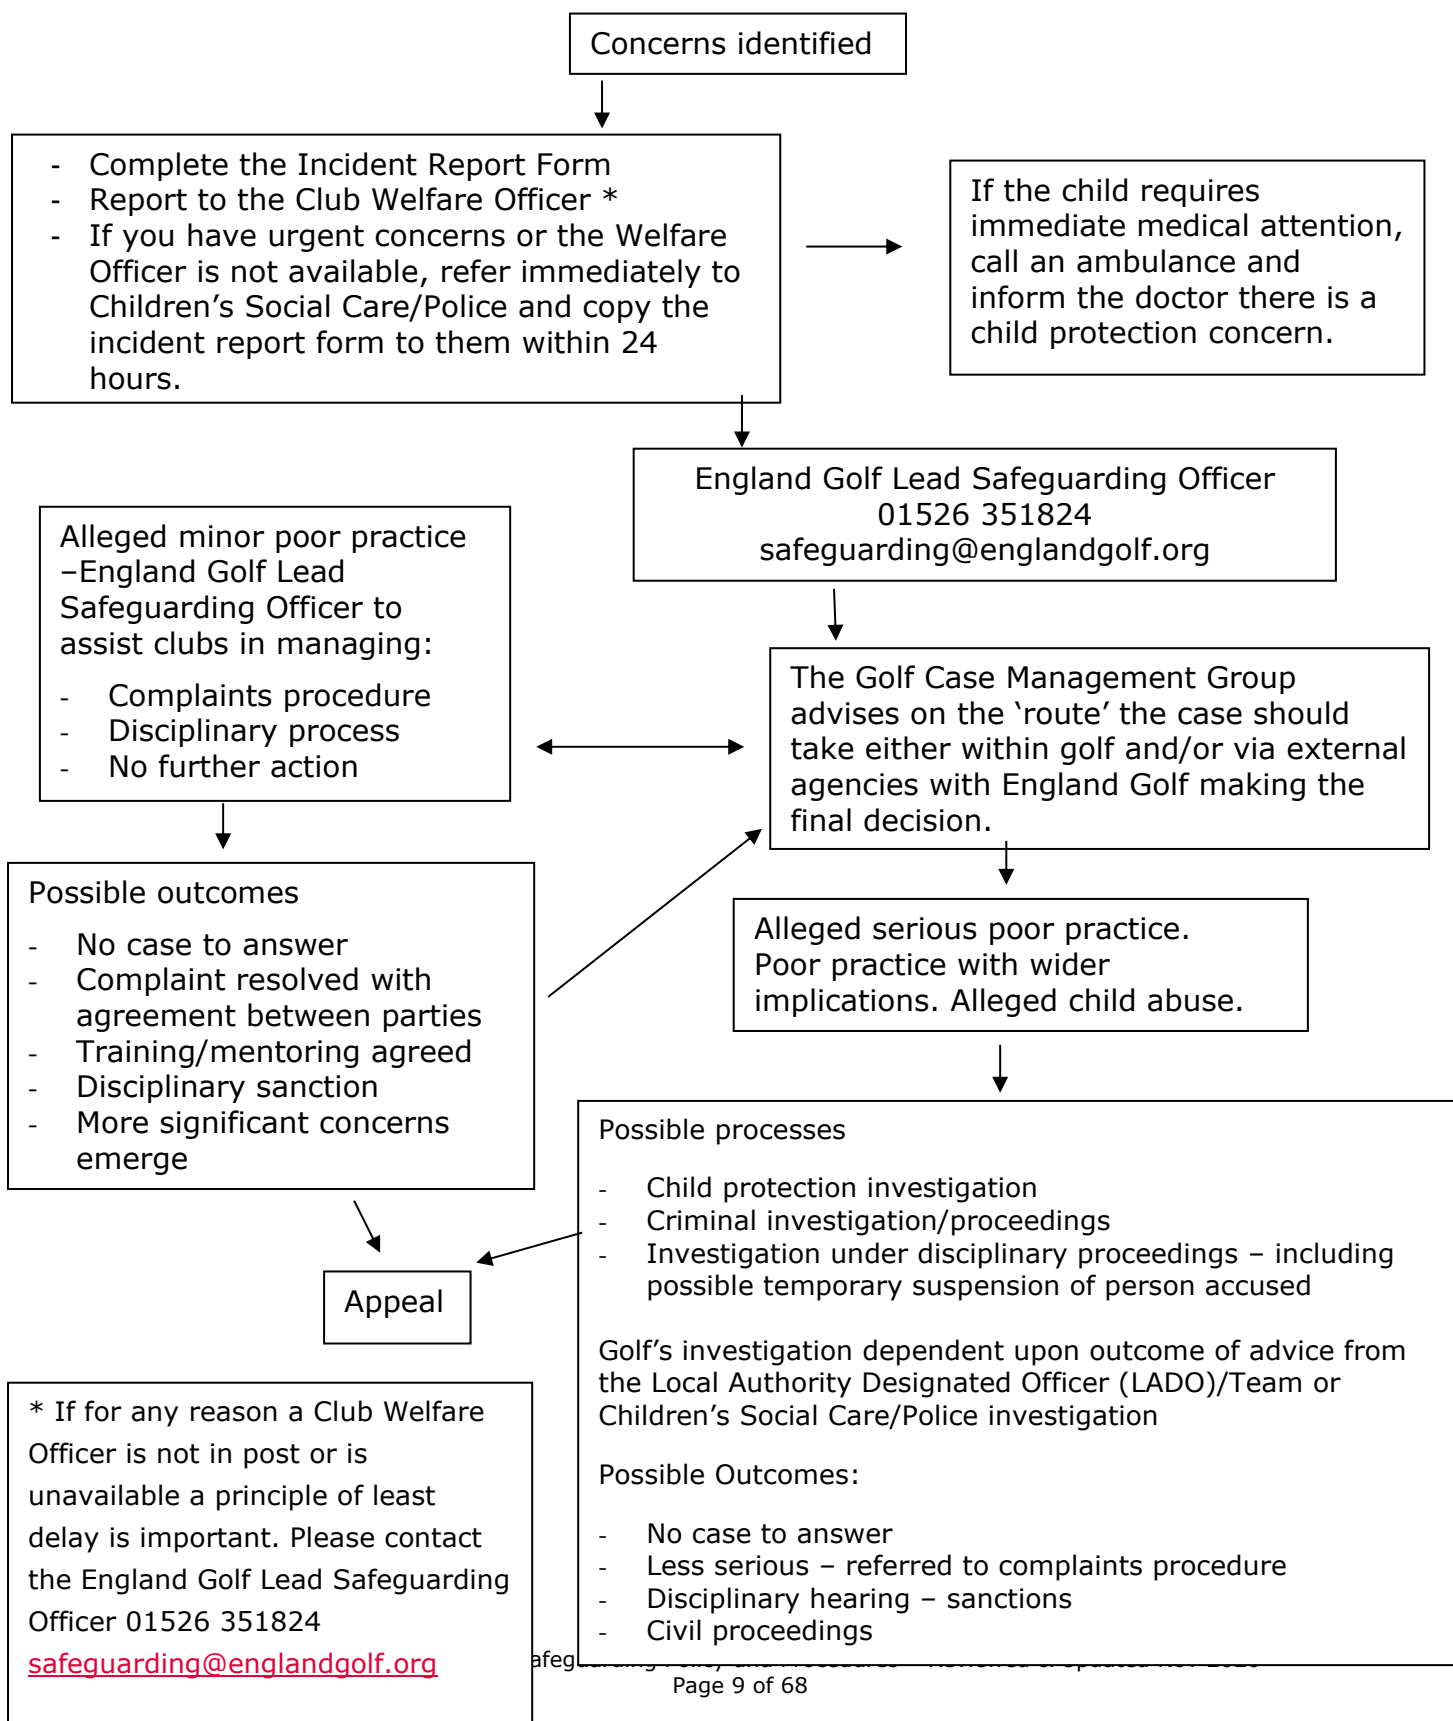 Concerns identified
- Complete the Incident Report Form
- Report to the Club Welfare Officer *
- If you have urgent concerns or the Welfare
Officer is not available, refer immediately to
Children’s Social Care/Police and copy the
incident report form to them within 24
hours.
If the child requires
immediate medical attention,
call an ambulance and
inform the doctor there is a
child protection concern.
England Golf Lead Safeguarding Officer
01526 351824
safeguarding@englandgolf.org
Alleged minor poor practice
–England Golf Lead
Safeguarding Officer to
assist clubs in managing:
- Complaints procedure
- Disciplinary process
- No further action
The Golf Case Management Group
advises on the ‘route’ the case should
take either within golf and/or via external
agencies with England Golf making the
final decision.
Possible outcomes
- No case to answer
- Complaint resolved with
agreement between parties
- Training/mentoring agreed
- Disciplinary sanction
- More significant concerns
emerge
Alleged serious poor practice.
Poor practice with wider
implications. Alleged child abuse.
Possible processes
- Child protection investigation
- Criminal investigation/proceedings
- Investigation under disciplinary proceedings – including
possible temporary suspension of person accused
Golf’s investigation dependent upon outcome of advice from
the Local Authority Designated Officer (LADO)/Team or
Children’s Social Care/Police investigation
Possible Outcomes:
- No case to answer
- Less serious – referred to complaints procedure
- Disciplinary hearing – sanctions
- Civil proceedings
Appeal
* If for any reason a Club Welfare
Officer is not in post or is
unavailable a principle of least
delay is important. Please contact
the England Golf Lead Safeguarding
Officer 01526 351824
safeguarding@englandgolf.org
Page 9 of 68